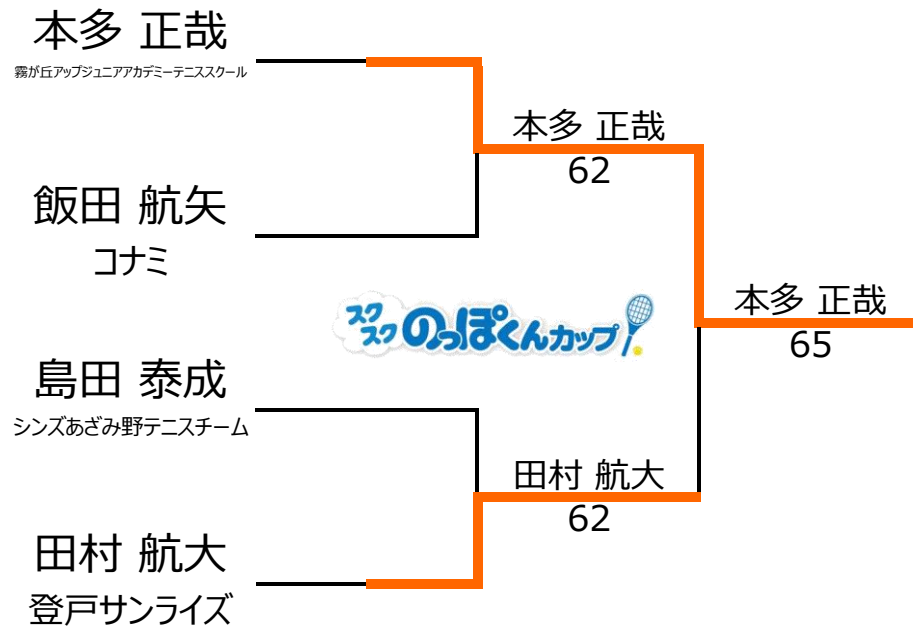 本多 正哉
霧が丘アップジュニアアカデミーテニススクール
本多 正哉
62
飯田 航矢
コナミ
スクスクのっぽくんカップ
本多 正哉
65
島田 泰成
シンズあざみ野テニスチーム
田村 航大
62
田村 航大
登戸サンライズ